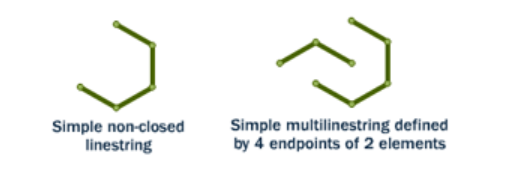 Simple non-closed
linestring
Simple multilinestring defined
by 4 endpoints of 2 elements